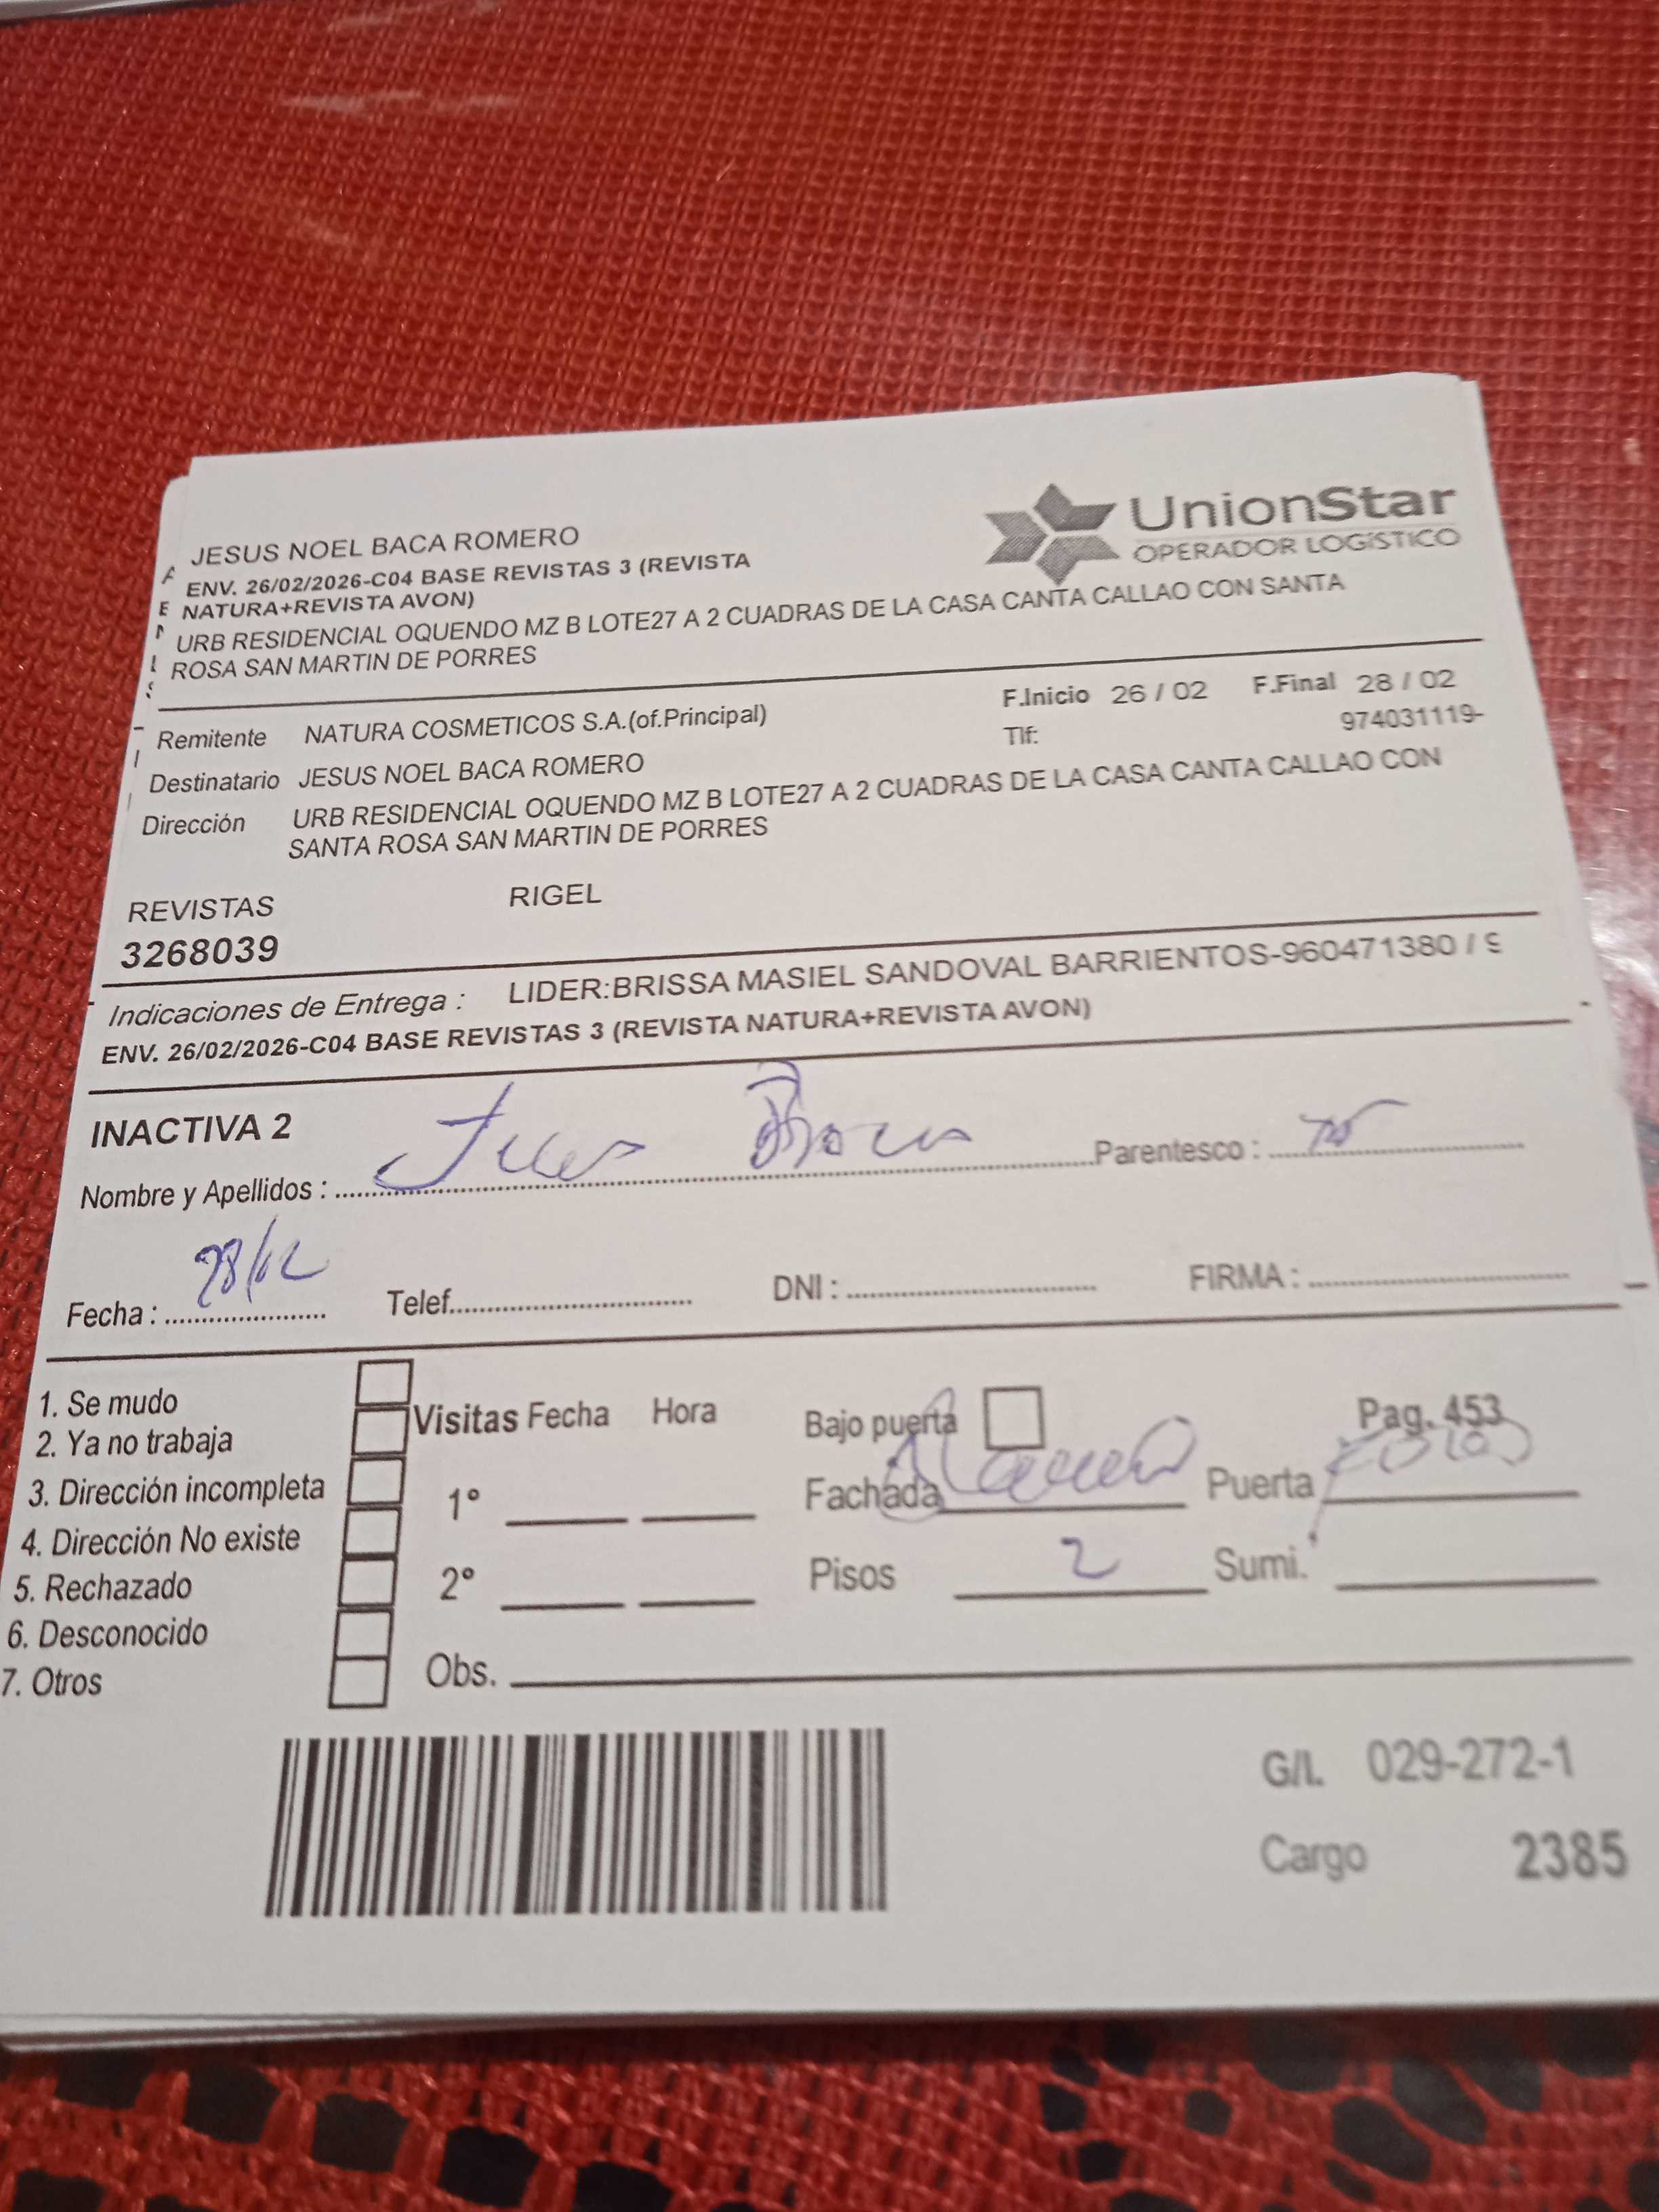 JESUS NOEL BACA ROMERO
ENV. 26/02/2026-C04 BASE REVISTAS 3 (REVISTA
NATURA+REVISTA AVON)
URB RESIDENCIAL OQUENDO MZ B LOTE27 A 2 CUADRAS DE LA CASA CANTA CALLAO CON SANTA
ROSA SAN MARTIN DE PORRES
UnionStar
OPERADOR LOGÍSTICO
Remitente NATURA COSMETICOS S.A.(of.Principal)
F.Inicio 26 / 02 F.Final 28 / 02
Tlf: 974031119-
Destinatario JESUS NOEL BACA ROMERO
Dirección URB RESIDENCIAL OQUENDO MZ B LOTE27 A 2 CUADRAS DE LA CASA CANTA CALLAO CON
SANTA ROSA SAN MARTIN DE PORRES
REVISTAS RIGEL
3268039
Indicaciones de Entrega : LIDER:BRISSA MASIEL SANDOVAL BARRIENTOS-960471380 / 9
ENV. 26/02/2026-C04 BASE REVISTAS 3 (REVISTA NATURA+REVISTA AVON)
INACTIVA 2
Nombre y Apellidos : Parentesco :
Fecha : 28/02 Telef. DNI : FIRMA :
1. Se mudo
2. Ya no trabaja
3. Dirección incompleta
4. Dirección No existe
5. Rechazado
6. Desconocido
7. Otros
Visitas Fecha Hora
1°
2°
Obs.
Bajo puerta Pag. 453
Fachada Puerta
Pisos 2 Sumi.
G/I. 029-272-1
Cargo 2385